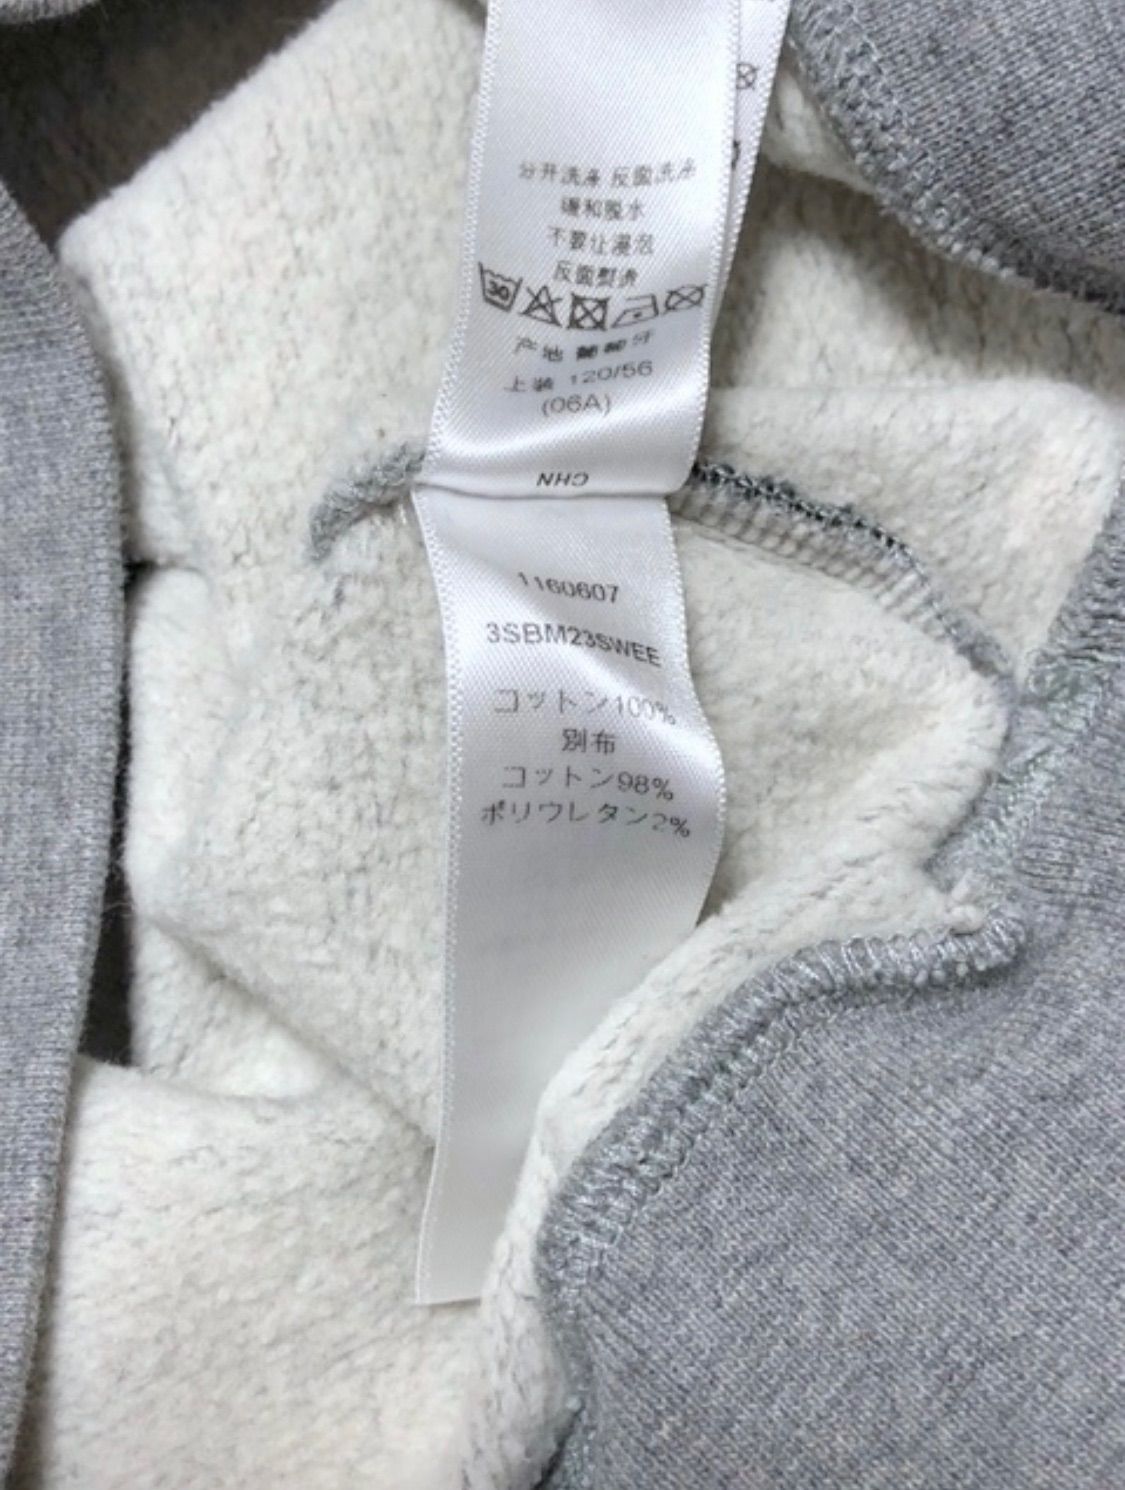 分开洗涤 反面洗涤
缓和脱水
不要让浸泡
反面熨烫
30
产地 葡萄牙
上装 120/56
(06A)
CHN
1160607
3SBM23SWEE
コットン100%
別布
コットン98%
ポリウレタン2%